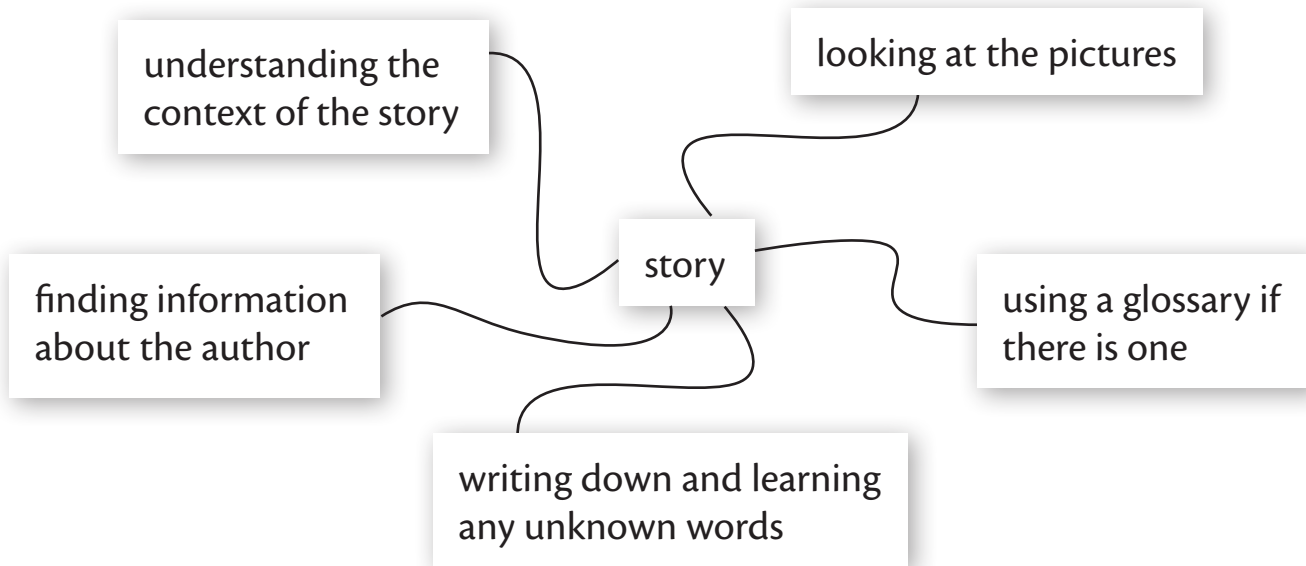 understanding the
context of the story
looking at the pictures
story
finding information
about the author
using a glossary if
there is one
writing down and learning
any unknown words